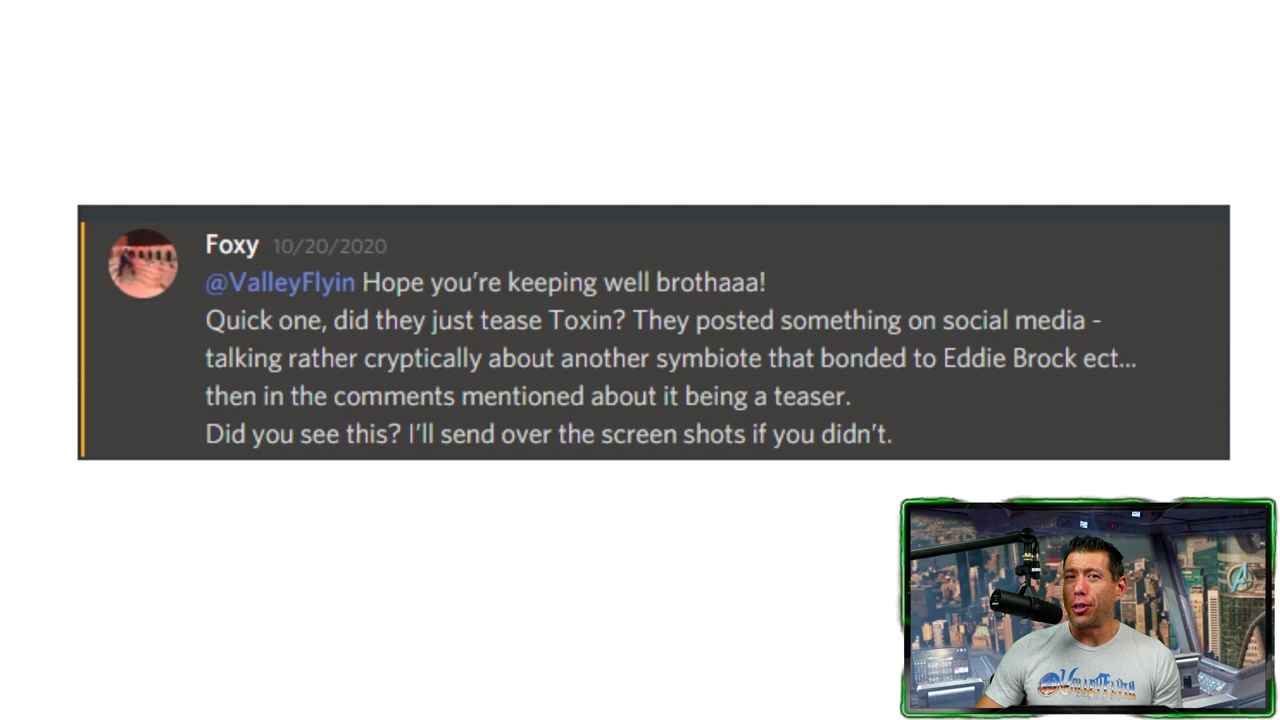 Foxy 10/20/2020
@ValleyFlyin Hope you're keeping well brothaaa!
Quick one, did they just tease Toxin? They posted something on social media -
talking rather cryptically about another symbiote that bonded to Eddie Brock ect...
then in the comments mentioned about it being a teaser.
Did you see this? I'll send over the screen shots if you didn't.
ValleyFlyin